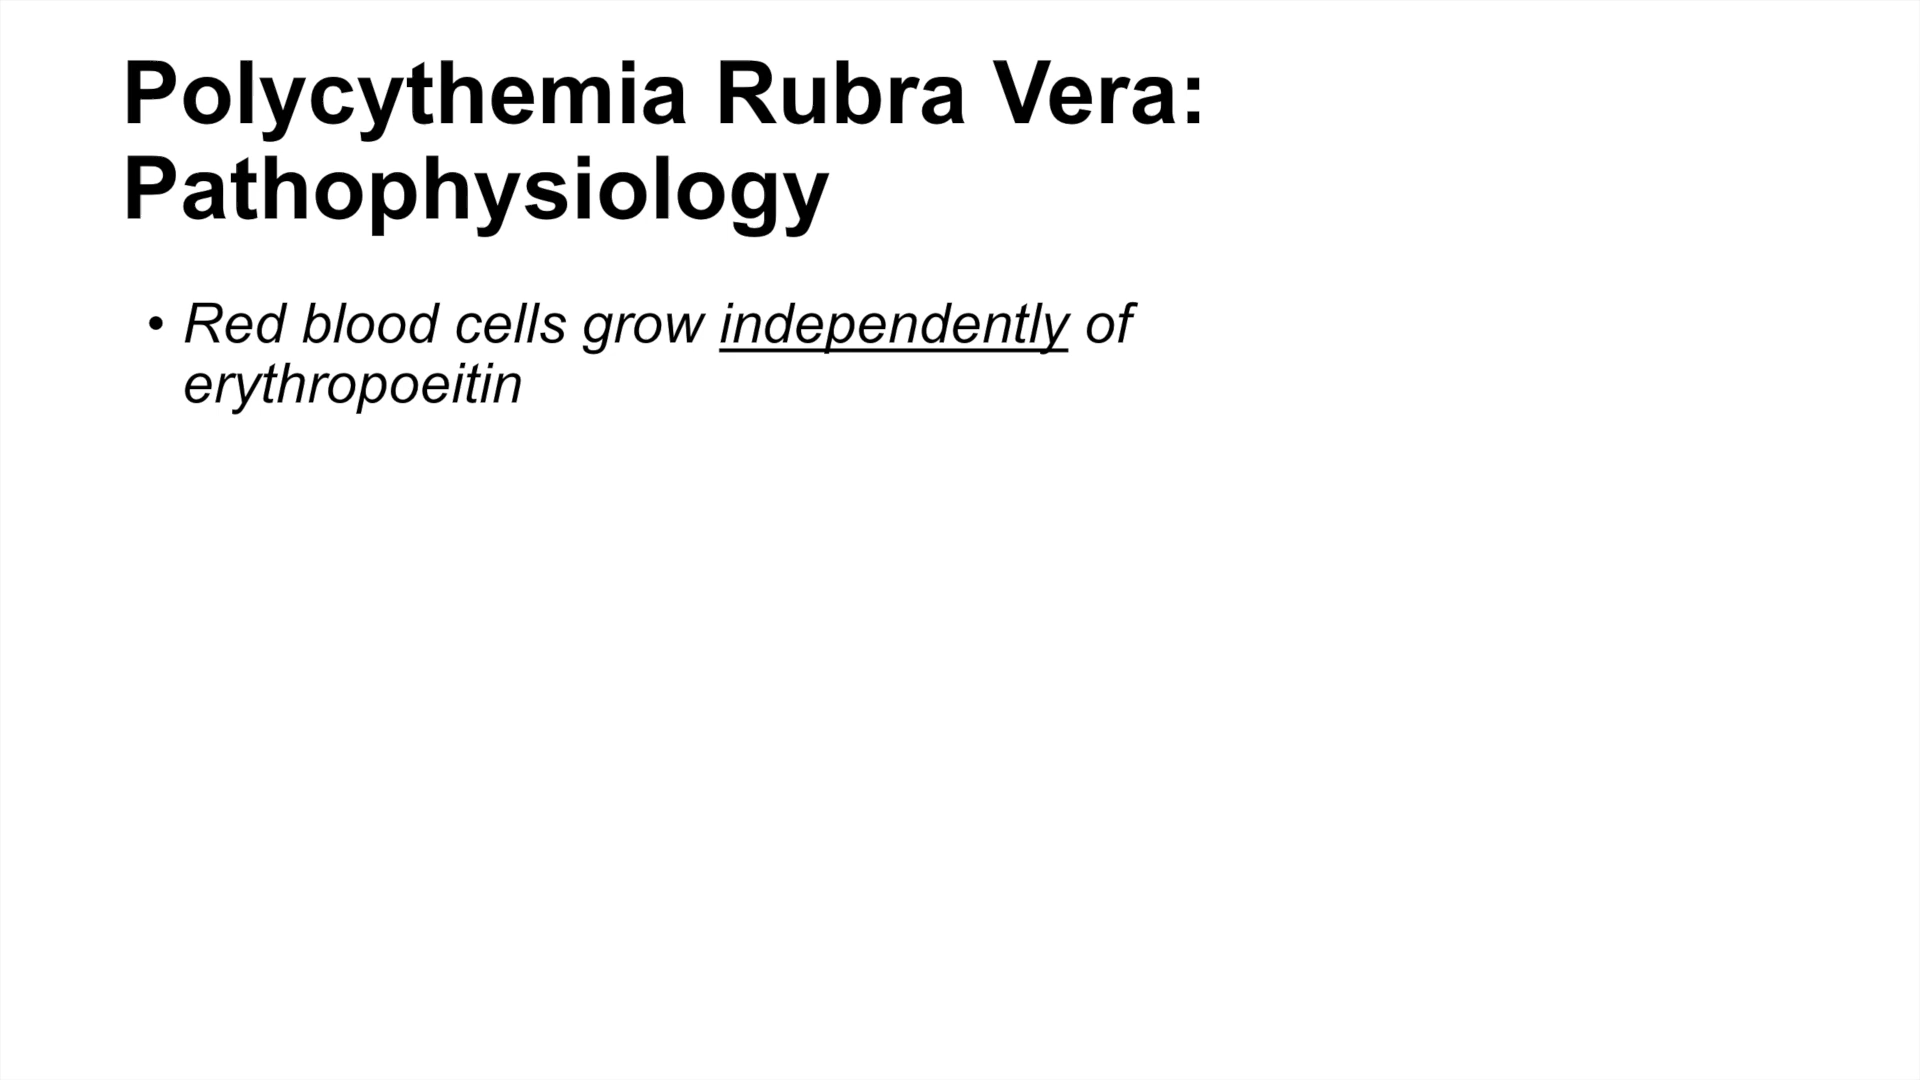 Polycythemia Rubra Vera:
Pathophysiology
• Red blood cells grow independently of
erythropoeitin